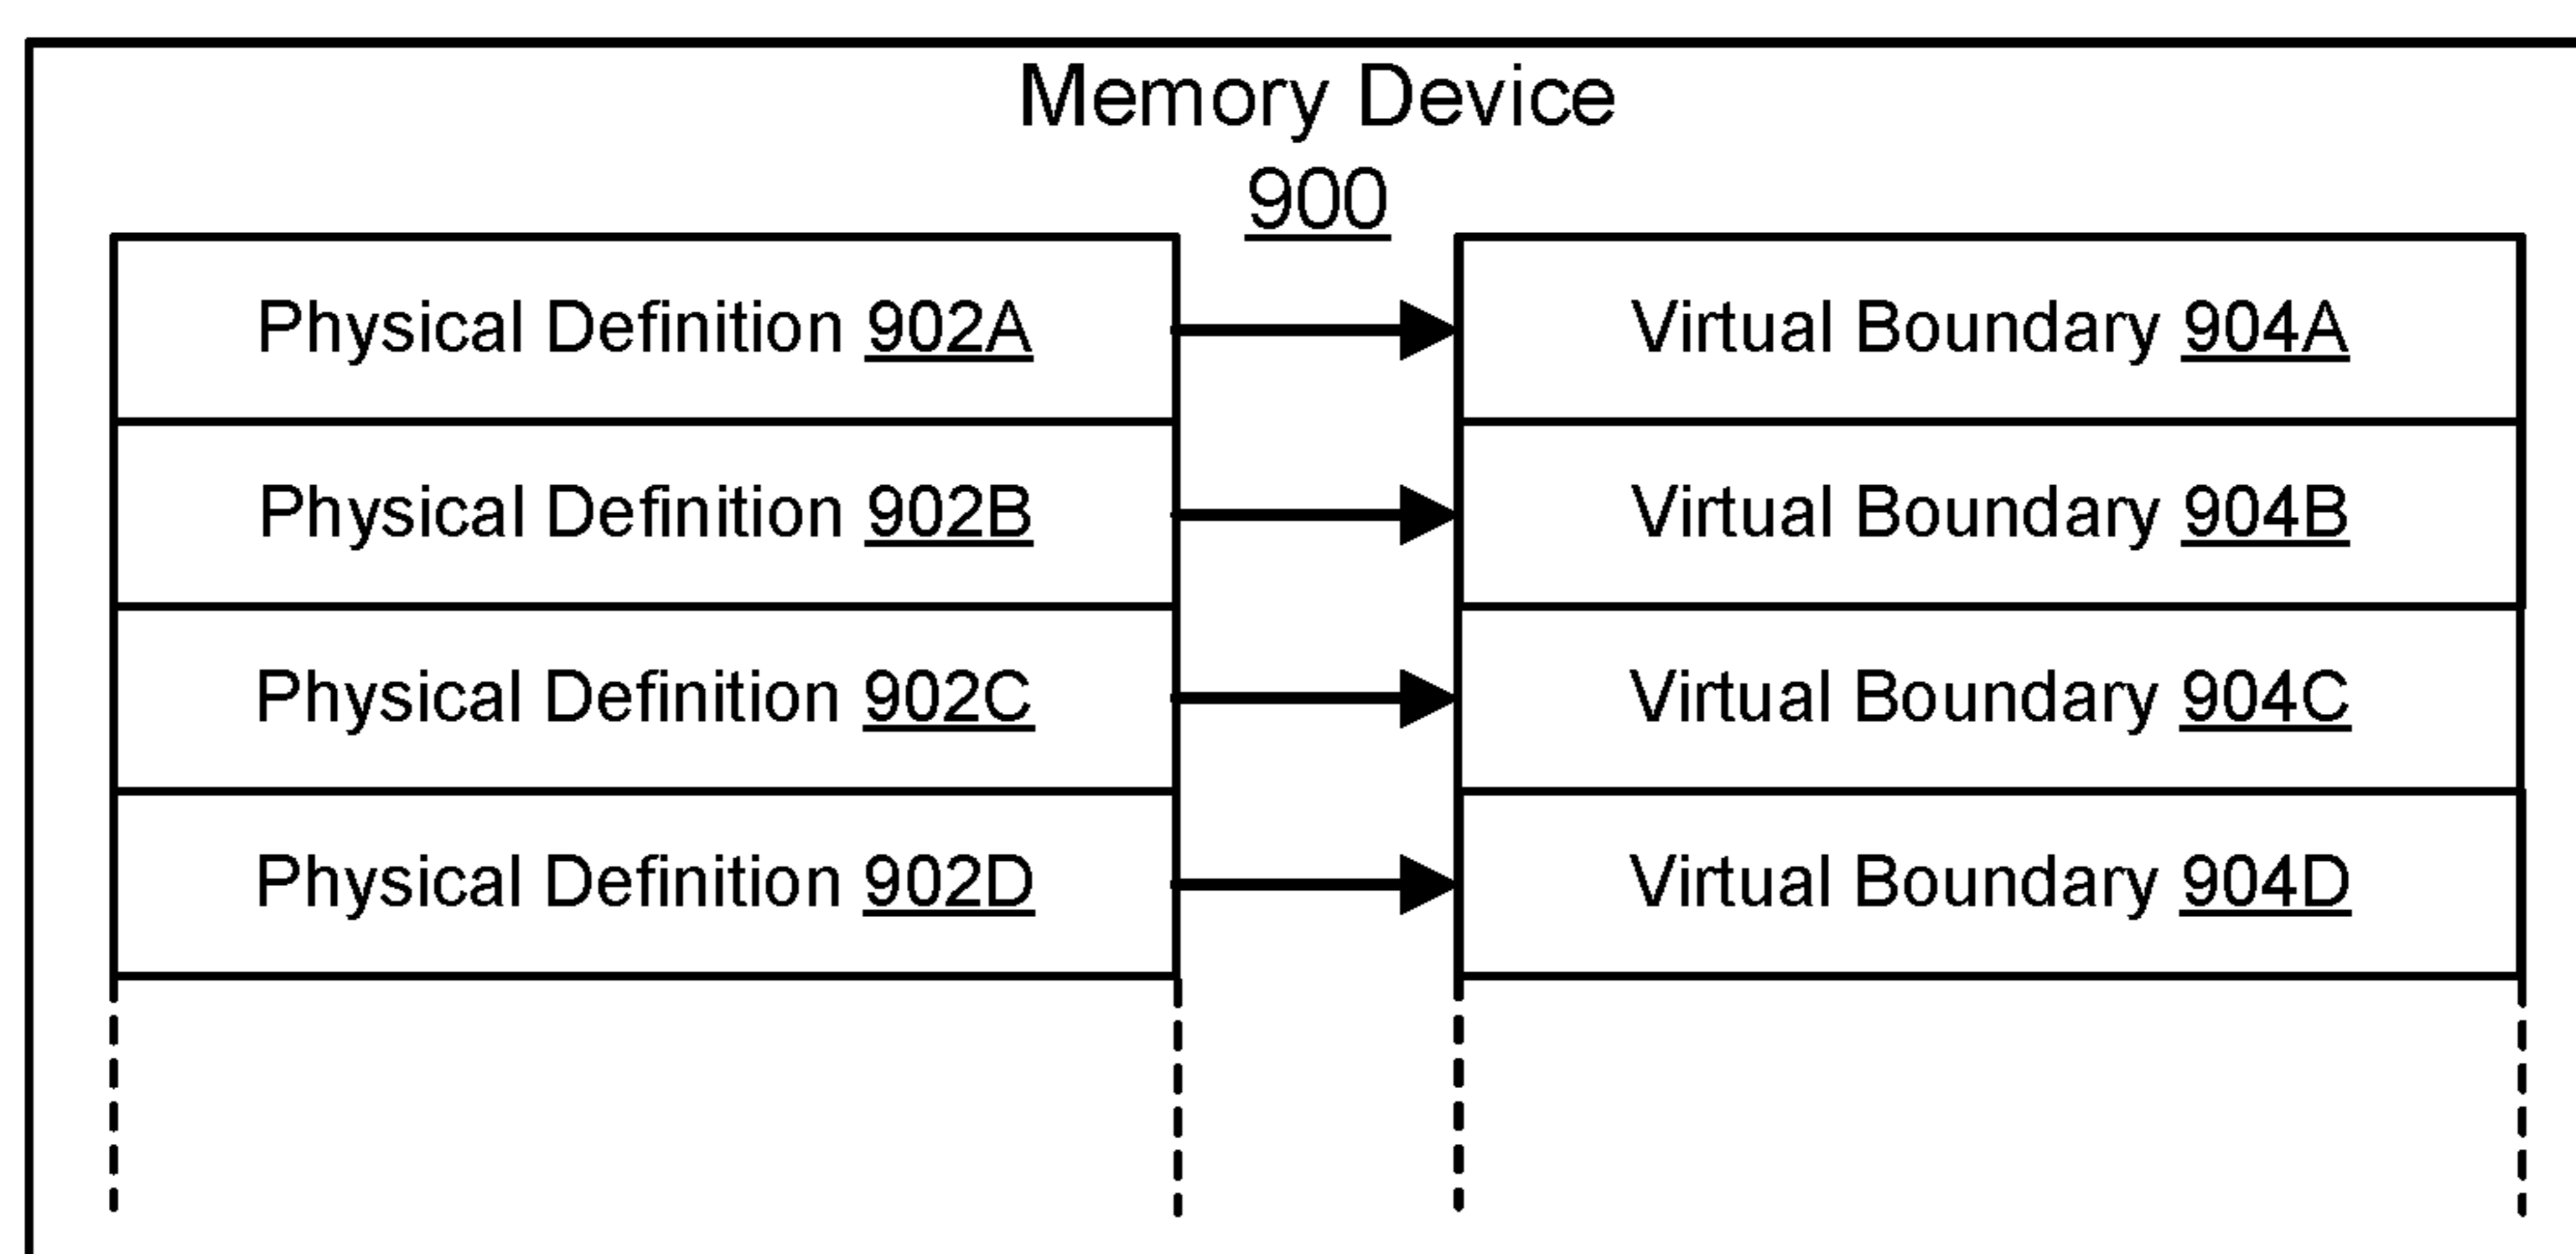 Memory Device
900
Physical Definition 902A
Virtual Boundary 904A
Physical Definition 902B
Virtual Boundary 904B
Physical Definition 902C
Virtual Boundary 904C
Physical Definition 902D
Virtual Boundary 904D